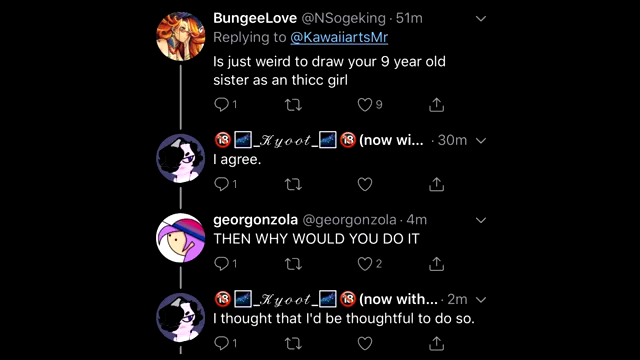 BungeeLove @NSogeking · 51m
Replying to @KawaiiartsMr
Is just weird to draw your 9 year old
sister as an thicc girl
1 9
🔞🌌_𝒦𝓎ℴℴ𝓉_🌌🔞 (now wi... · 30m
I agree.
1
georgonzola @georgonzola · 4m
THEN WHY WOULD YOU DO IT
1 2
🔞🌌_𝒦𝓎ℴℴ𝓉_🌌🔞 (now with... · 2m
I thought that I'd be thoughtful to do so.
1